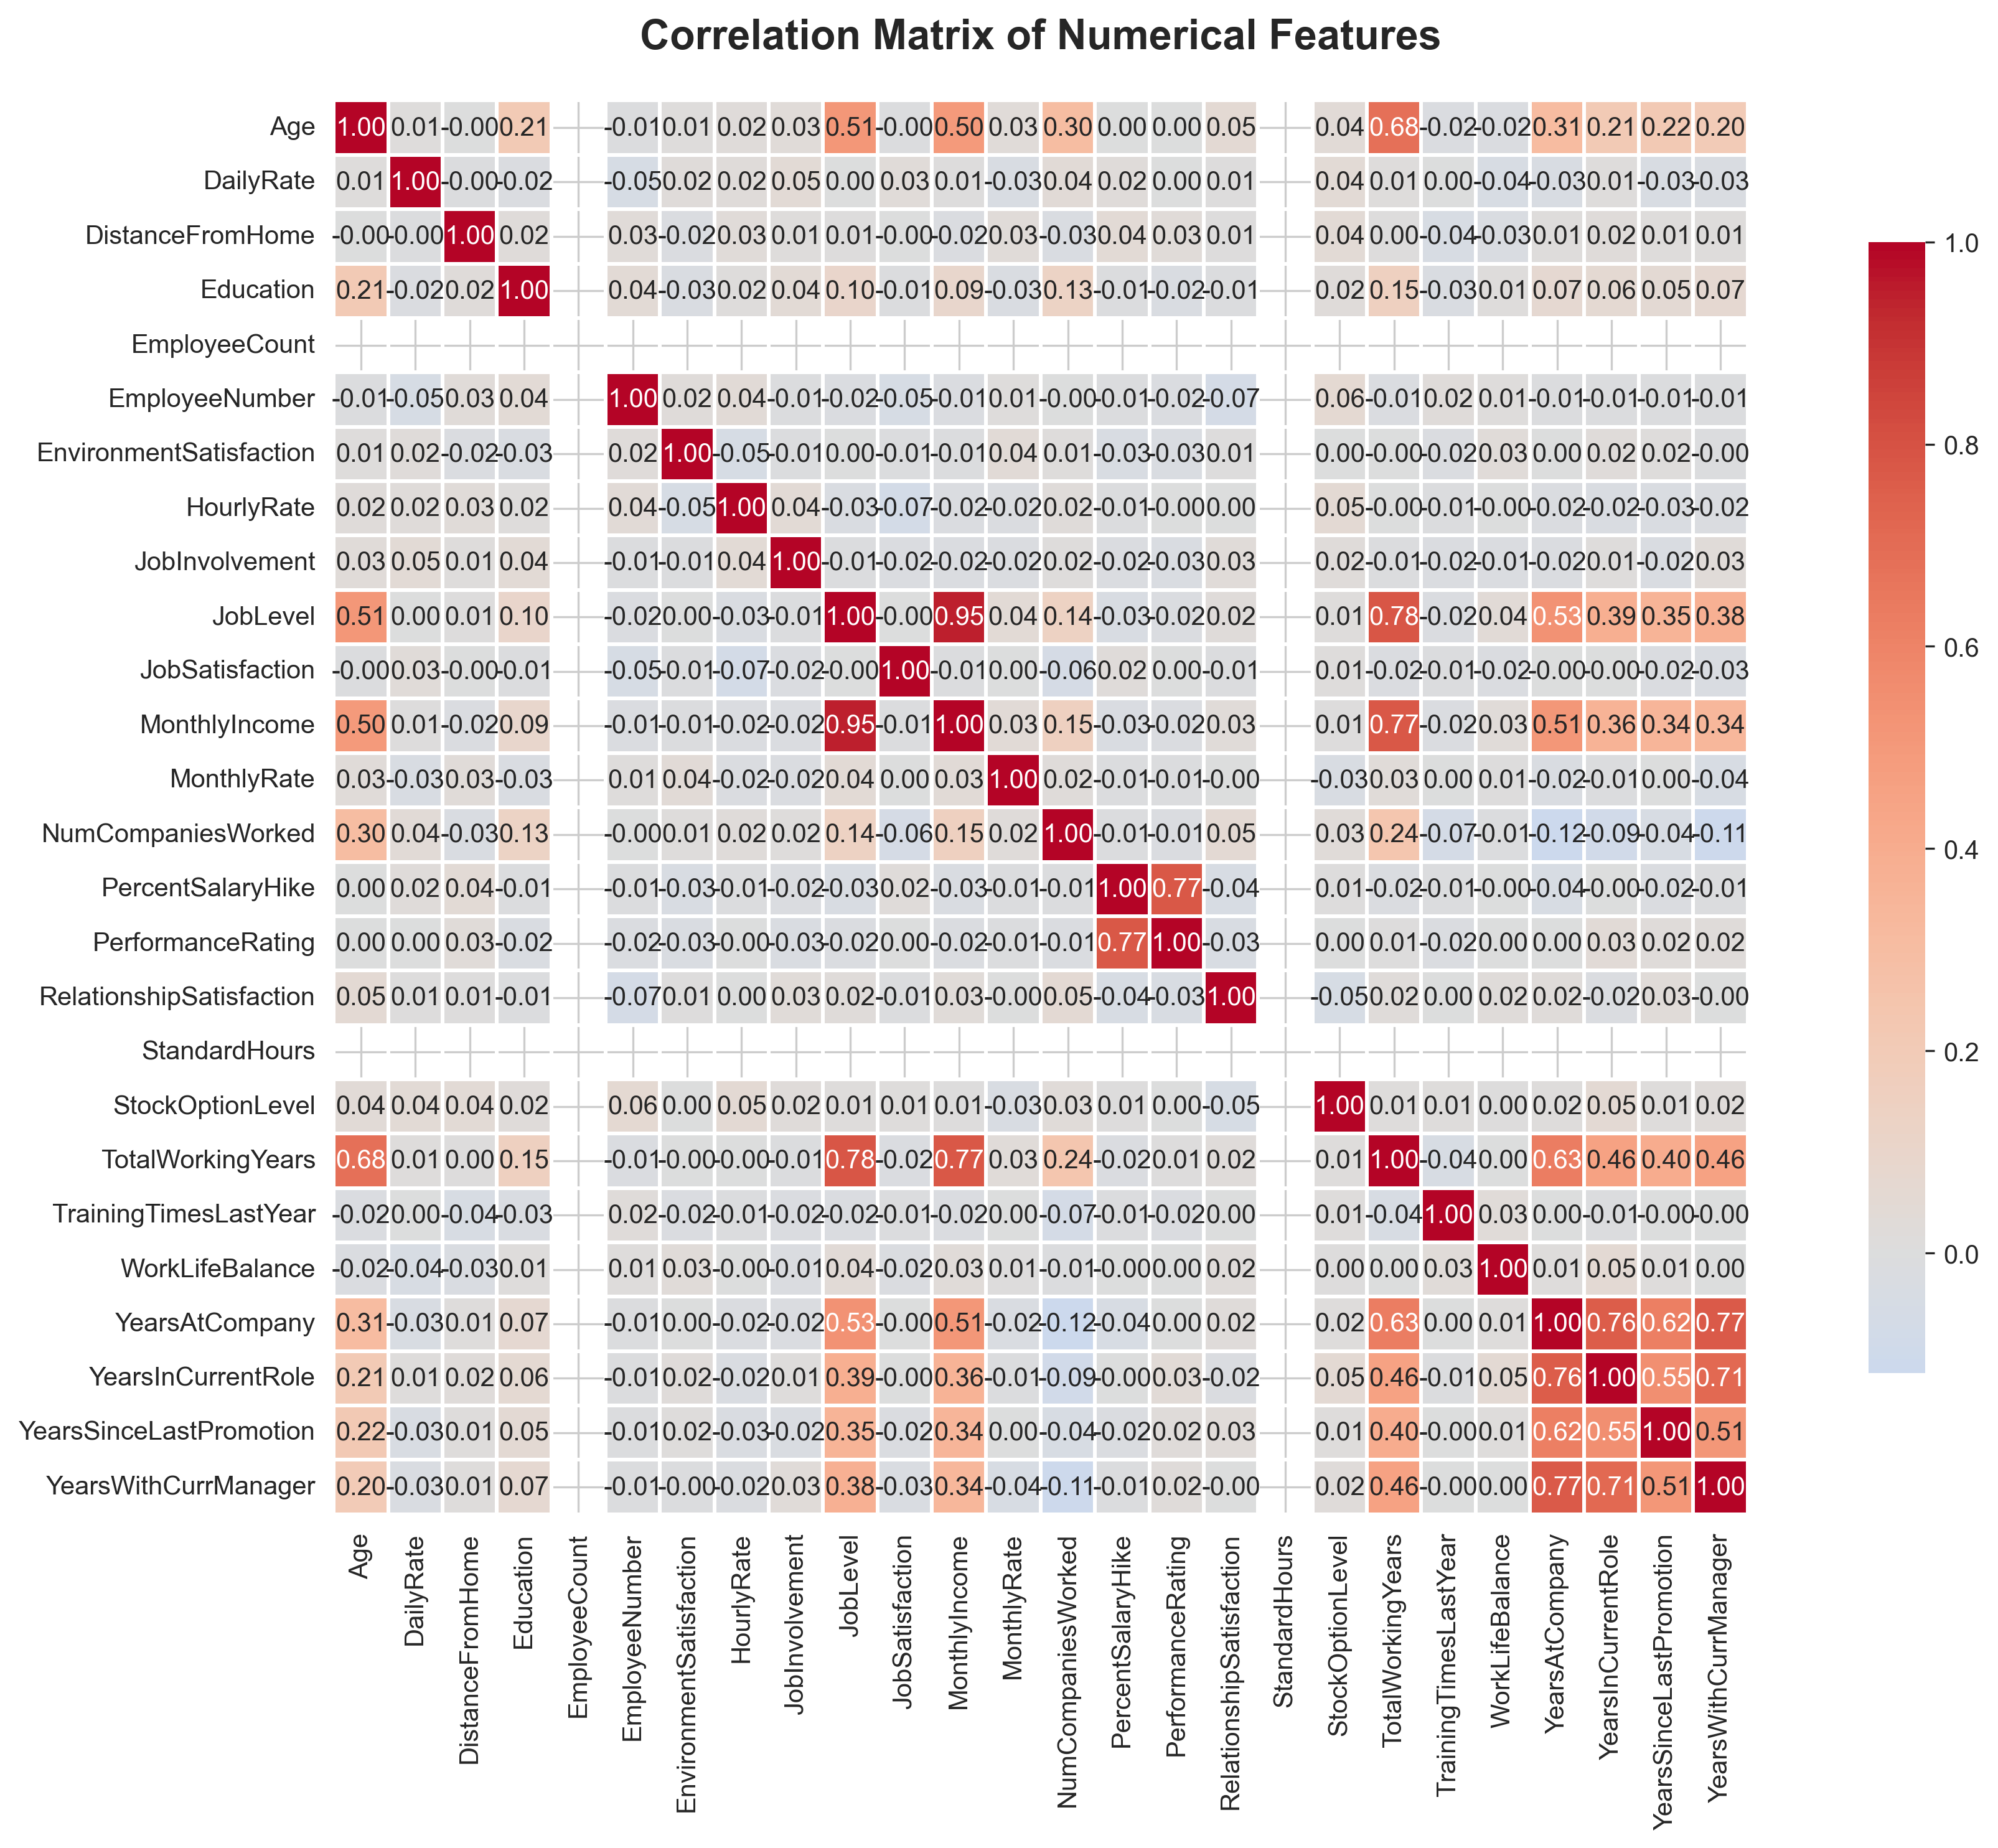 Correlation Matrix of Numerical Features
Age 1.00 0.01 -0.00 0.21 -0.01 0.01 0.02 0.03 0.51 -0.00 0.50 0.03 0.30 0.00 0.00 0.05 0.04 0.68 -0.02 -0.02 0.31 0.21 0.22 0.20
DailyRate 0.01 1.00 -0.00 -0.02 -0.05 0.02 0.02 0.05 0.00 0.03 0.01 -0.03 0.04 0.02 0.00 0.01 0.04 0.01 0.00 -0.04 -0.03 0.01 -0.03 -0.03
DistanceFromHome -0.00 -0.00 1.00 0.02 0.03 -0.02 0.03 0.01 0.01 -0.00 -0.02 0.03 -0.03 0.04 0.03 0.01 0.04 0.00 -0.04 -0.03 0.01 0.02 0.01 0.01
Education 0.21 -0.02 0.02 1.00 0.04 -0.03 0.02 0.04 0.10 -0.01 0.09 -0.03 0.13 -0.01 -0.02 -0.01 0.02 0.15 -0.03 0.01 0.07 0.06 0.05 0.07
EmployeeCount
EmployeeNumber -0.01 -0.05 0.03 0.04 1.00 0.02 0.04 -0.01 -0.02 -0.05 -0.01 0.01 -0.00 -0.01 -0.02 -0.07 0.06 -0.01 0.02 0.01 -0.01 -0.01 -0.01 -0.01
EnvironmentSatisfaction 0.01 0.02 -0.02 -0.03 0.02 1.00 -0.05 -0.01 0.00 -0.01 -0.01 0.04 0.01 -0.03 -0.03 0.01 0.00 -0.00 -0.02 0.03 0.00 0.02 0.02 -0.00
HourlyRate 0.02 0.02 0.03 0.02 0.04 -0.05 1.00 0.04 -0.03 -0.07 -0.02 -0.02 0.02 -0.01 -0.00 0.00 0.05 -0.00 -0.01 -0.00 -0.02 -0.02 -0.03 -0.02
JobInvolvement 0.03 0.05 0.01 0.04 -0.01 -0.01 0.04 1.00 -0.01 -0.02 -0.02 -0.02 0.02 -0.02 -0.03 0.03 0.02 -0.01 -0.02 -0.01 -0.02 0.01 -0.02 0.03
JobLevel 0.51 0.00 0.01 0.10 -0.02 0.00 -0.03 -0.01 1.00 -0.00 0.95 0.04 0.14 -0.03 -0.02 0.02 0.01 0.78 -0.02 0.04 0.53 0.39 0.35 0.38
JobSatisfaction -0.00 0.03 -0.00 -0.01 -0.05 -0.01 -0.07 -0.02 -0.00 1.00 -0.01 0.00 -0.06 0.02 0.00 -0.01 0.01 -0.02 -0.01 -0.02 -0.00 -0.00 -0.02 -0.03
MonthlyIncome 0.50 0.01 -0.02 0.09 -0.01 -0.01 -0.02 -0.02 0.95 -0.01 1.00 0.03 0.15 -0.03 -0.02 0.03 0.01 0.77 -0.02 0.03 0.51 0.36 0.34 0.34
MonthlyRate 0.03 -0.03 0.03 -0.03 0.01 0.04 -0.02 -0.02 0.04 0.00 0.03 1.00 0.02 -0.01 -0.01 -0.00 -0.03 0.03 0.00 0.01 -0.02 -0.01 0.00 -0.04
NumCompaniesWorked 0.30 0.04 -0.03 0.13 -0.00 0.01 0.02 0.02 0.14 -0.06 0.15 0.02 1.00 -0.01 -0.01 0.05 0.03 0.24 -0.07 -0.01 -0.12 -0.09 -0.04 -0.11
PercentSalaryHike 0.00 0.02 0.04 -0.01 -0.01 -0.03 -0.01 -0.02 -0.03 0.02 -0.03 -0.01 -0.01 1.00 0.77 -0.04 0.01 -0.02 -0.01 -0.00 -0.04 -0.00 -0.02 -0.01
PerformanceRating 0.00 0.00 0.03 -0.02 -0.02 -0.03 -0.00 -0.03 -0.02 0.00 -0.02 -0.01 -0.01 0.77 1.00 -0.03 0.00 0.01 -0.02 0.00 0.00 0.03 0.02 0.02
RelationshipSatisfaction 0.05 0.01 0.01 -0.01 -0.07 0.01 0.00 0.03 0.02 -0.01 0.03 -0.00 0.05 -0.04 -0.03 1.00 -0.05 0.02 0.00 0.02 0.02 -0.02 0.03 -0.00
StandardHours
StockOptionLevel 0.04 0.04 0.04 0.02 0.06 0.00 0.05 0.02 0.01 0.01 0.01 -0.03 0.03 0.01 0.00 -0.05 1.00 0.01 0.01 0.00 0.02 0.05 0.01 0.02
TotalWorkingYears 0.68 0.01 0.00 0.15 -0.01 -0.00 -0.00 -0.01 0.78 -0.02 0.77 0.03 0.24 -0.02 0.01 0.02 0.01 1.00 -0.04 0.00 0.63 0.46 0.40 0.46
TrainingTimesLastYear -0.02 0.00 -0.04 -0.03 0.02 -0.02 -0.01 -0.02 -0.02 -0.01 -0.02 0.00 -0.07 -0.01 -0.02 0.00 0.01 -0.04 1.00 0.03 0.00 -0.01 -0.00 -0.00
WorkLifeBalance -0.02 -0.04 -0.03 0.01 0.01 0.03 -0.00 -0.01 0.04 -0.02 0.03 0.01 -0.01 -0.00 0.00 0.02 0.00 0.00 0.03 1.00 0.01 0.05 0.01 0.00
YearsAtCompany 0.31 -0.03 0.01 0.07 -0.01 0.00 -0.02 -0.02 0.53 -0.00 0.51 -0.02 -0.12 -0.04 0.00 0.02 0.02 0.63 0.00 0.01 1.00 0.76 0.62 0.77
YearsInCurrentRole 0.21 0.01 0.02 0.06 -0.01 0.02 -0.02 0.01 0.39 -0.00 0.36 -0.01 -0.09 -0.00 0.03 -0.02 0.05 0.46 -0.01 0.05 0.76 1.00 0.55 0.71
YearsSinceLastPromotion 0.22 -0.03 0.01 0.05 -0.01 0.02 -0.03 -0.02 0.35 -0.02 0.34 0.00 -0.04 -0.02 0.02 0.03 0.01 0.40 -0.00 0.01 0.62 0.55 1.00 0.51
YearsWithCurrManager 0.20 -0.03 0.01 0.07 -0.01 -0.00 -0.02 0.03 0.38 -0.03 0.34 -0.04 -0.11 -0.01 0.02 -0.00 0.02 0.46 -0.00 0.00 0.77 0.71 0.51 1.00
Age
DailyRate
DistanceFromHome
Education
EmployeeCount
EmployeeNumber
EnvironmentSatisfaction
HourlyRate
JobInvolvement
JobLevel
JobSatisfaction
MonthlyIncome
MonthlyRate
NumCompaniesWorked
PercentSalaryHike
PerformanceRating
RelationshipSatisfaction
StandardHours
StockOptionLevel
TotalWorkingYears
TrainingTimesLastYear
WorkLifeBalance
YearsAtCompany
YearsInCurrentRole
YearsSinceLastPromotion
YearsWithCurrManager
1.0
0.8
0.6
0.4
0.2
0.0